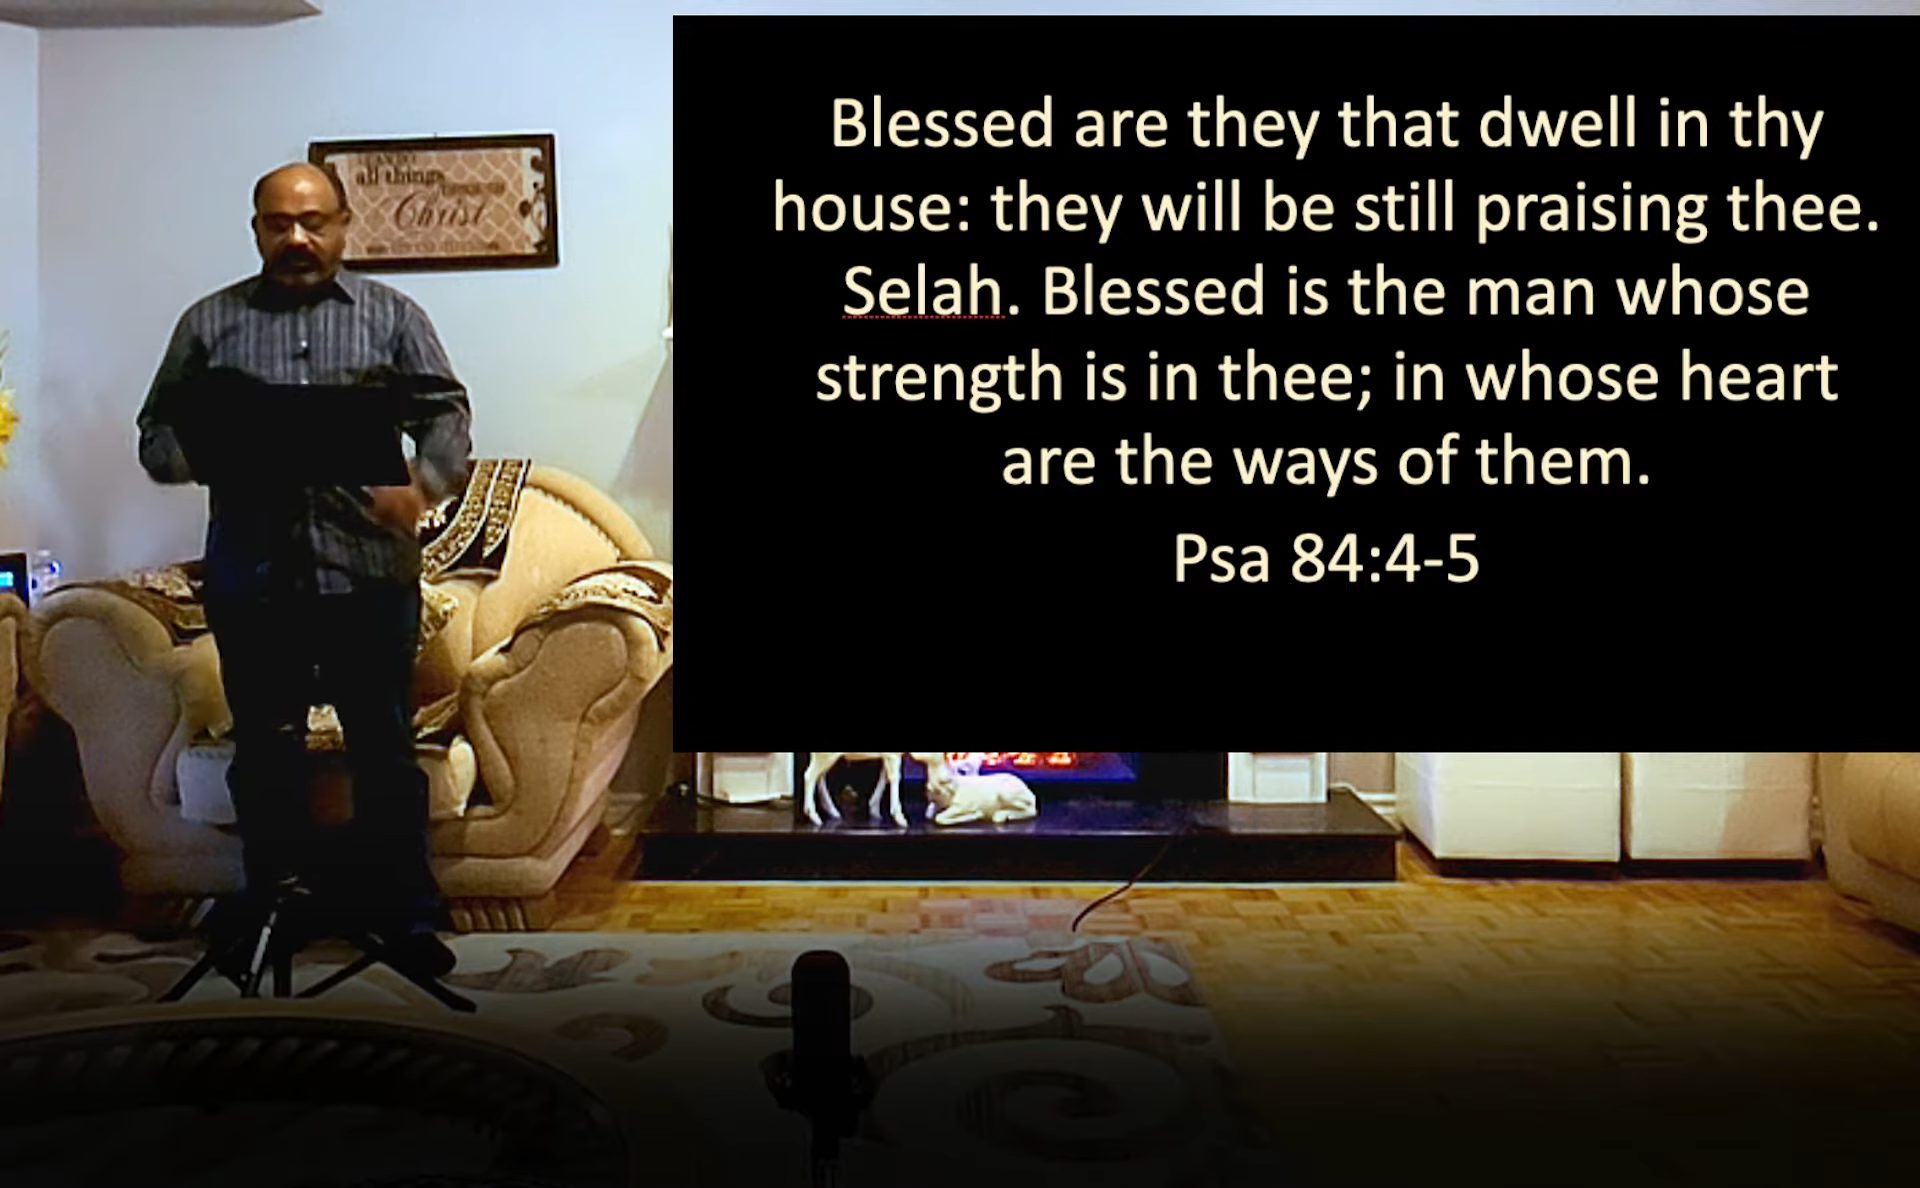 all things
Christ
Blessed are they that dwell in thy
house: they will be still praising thee.
Selah. Blessed is the man whose
strength is in thee; in whose heart
are the ways of them.
Psa 84:4-5